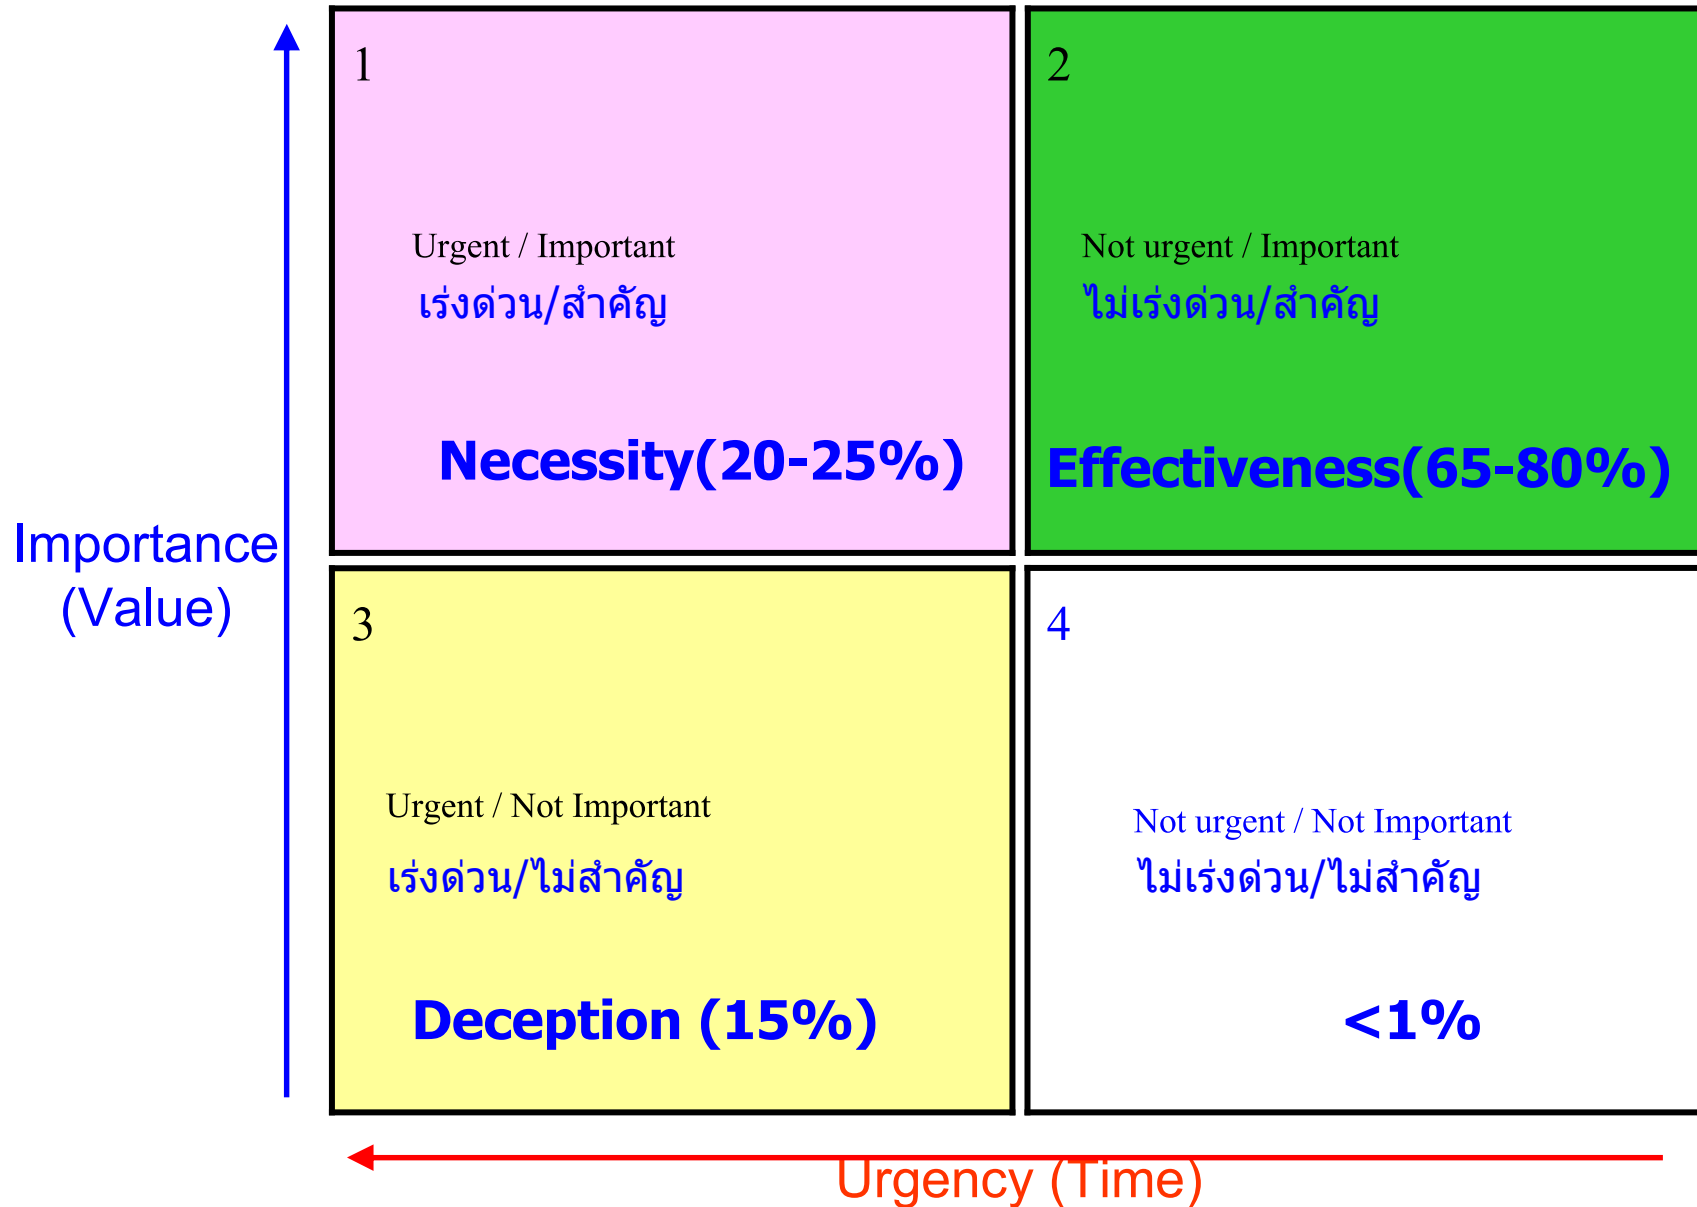 1
Urgent / Important
เร่งด่วน/สำคัญ
Necessity(20-25%)
2
Not urgent / Important
ไม่เร่งด่วน/สำคัญ
Effectiveness(65-80%)
Importance
(Value)
3
Urgent / Not Important
เร่งด่วน/ไม่สำคัญ
Deception (15%)
4
Not urgent / Not Important
ไม่เร่งด่วน/ไม่สำคัญ
<1%
Urgency (Time)